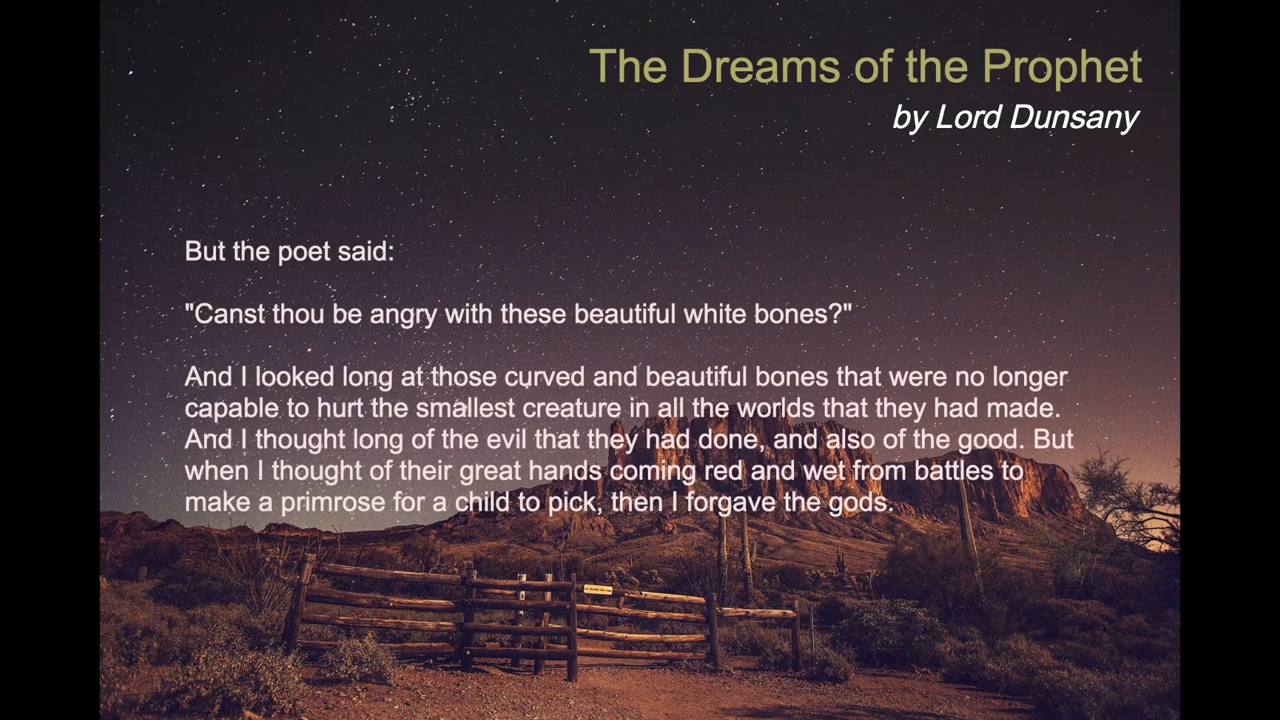 The Dreams of the Prophet
by Lord Dunsany
But the poet said:
"Canst thou be angry with these beautiful white bones?"
And I looked long at those curved and beautiful bones that were no longer
capable to hurt the smallest creature in all the worlds that they had made.
And I thought long of the evil that they had done, and also of the good. But
when I thought of their great hands coming red and wet from battles to
make a primrose for a child to pick, then I forgave the gods.